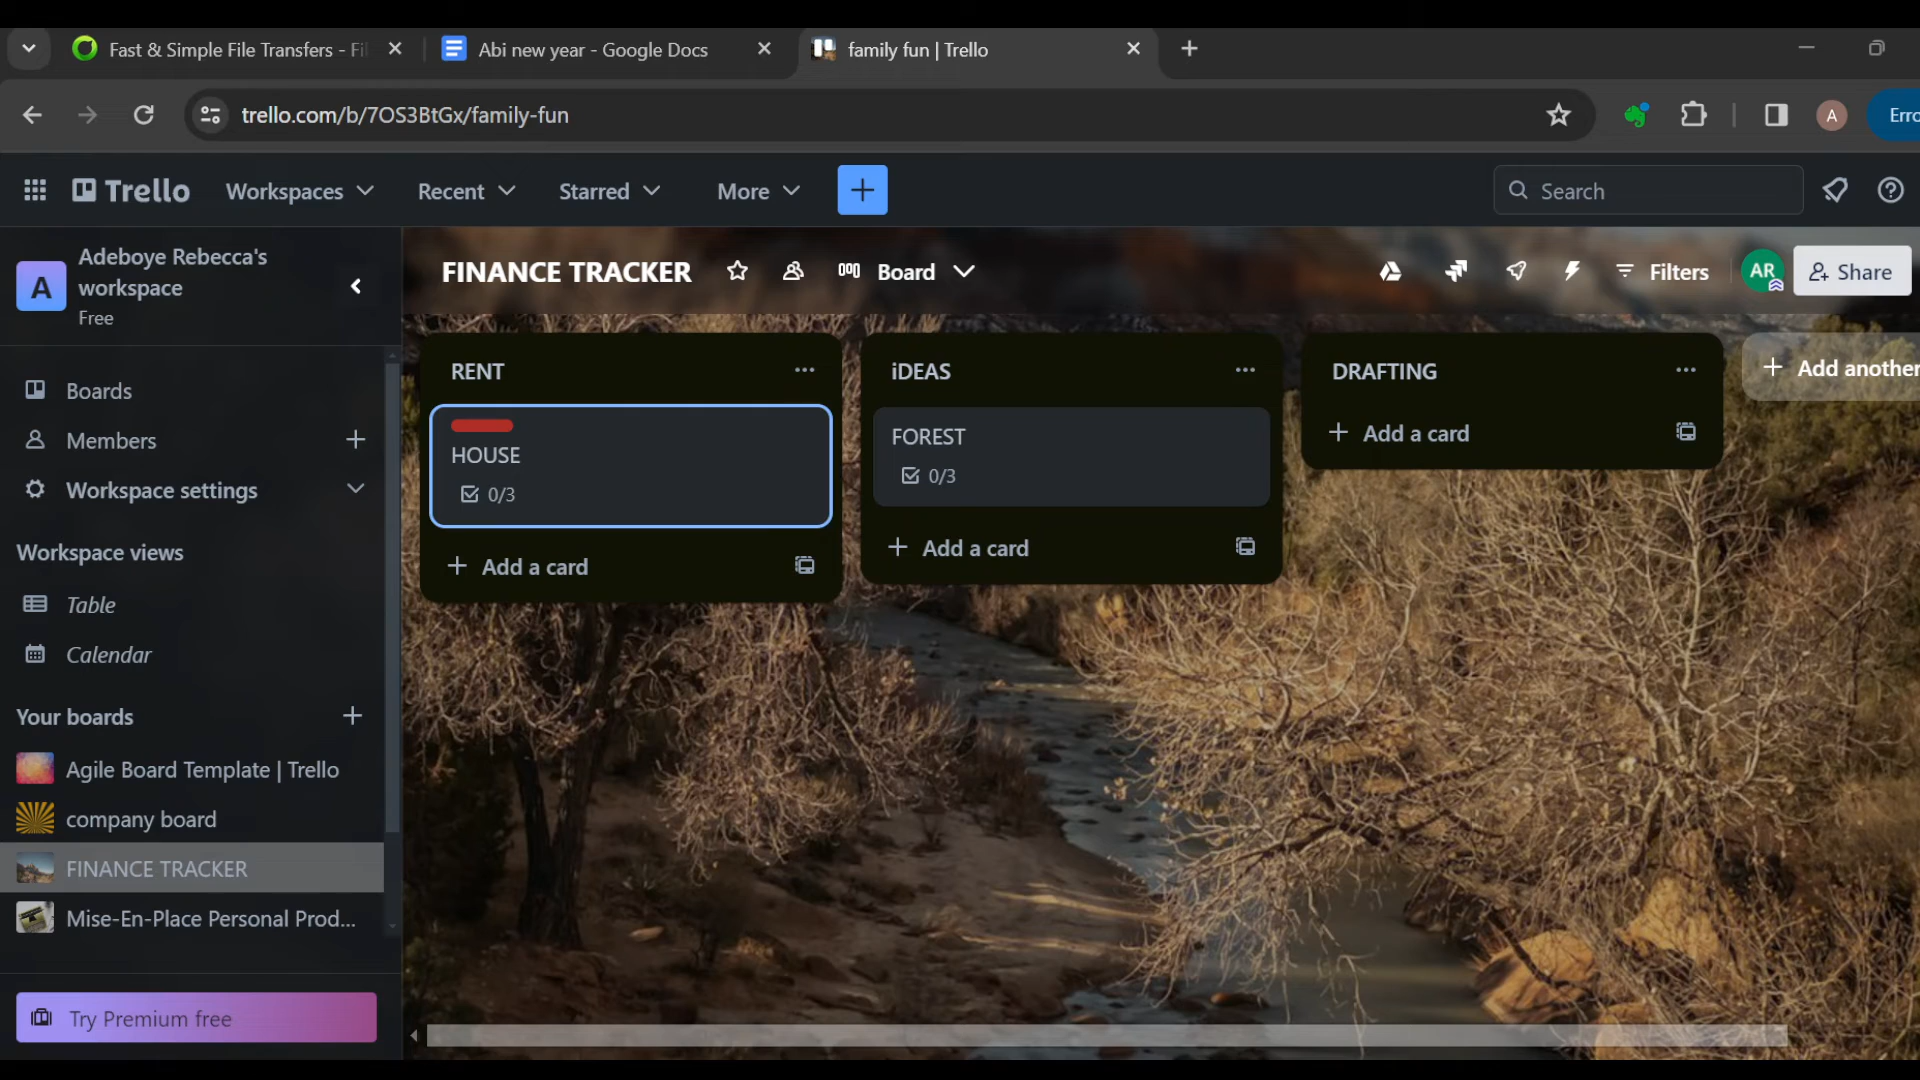 Fast & Simple File Transfers - Fil
Abi new year - Google Docs
family fun | Trello
trello.com/b/7OS3BtGx/family-fun
A
Erro
Trello
Workspaces
Recent
Starred
More
Search
A
Adeboye Rebecca's
workspace
Free
FINANCE TRACKER
Board
Filters
AR
Share
Boards
Members
Workspace settings
Workspace views
Table
Calendar
Your boards
Agile Board Template | Trello
company board
FINANCE TRACKER
Mise-En-Place Personal Prod...
Try Premium free
RENT
HOUSE
0/3
Add a card
iDEAS
FOREST
0/3
Add a card
DRAFTING
Add a card
Add another